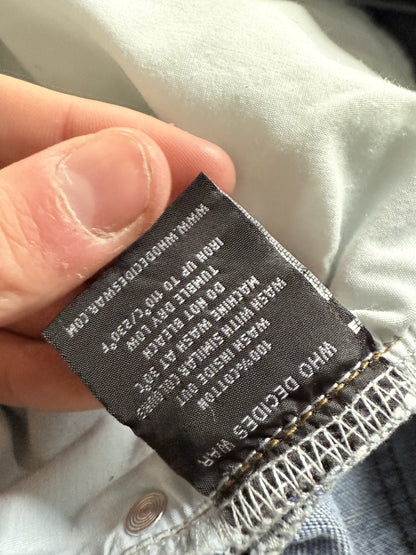 WHO DECIDES WAR
100% COTTON
WASH INSIDE OUT
WASH WITH SIMILAR COLORS
MACHINE WASH AT 30°C
DO NOT BLEACH
TUMBLE DRY LOW
IRON UP TO 110°C/230°F
WWW.WHODECIDESWAR.COM